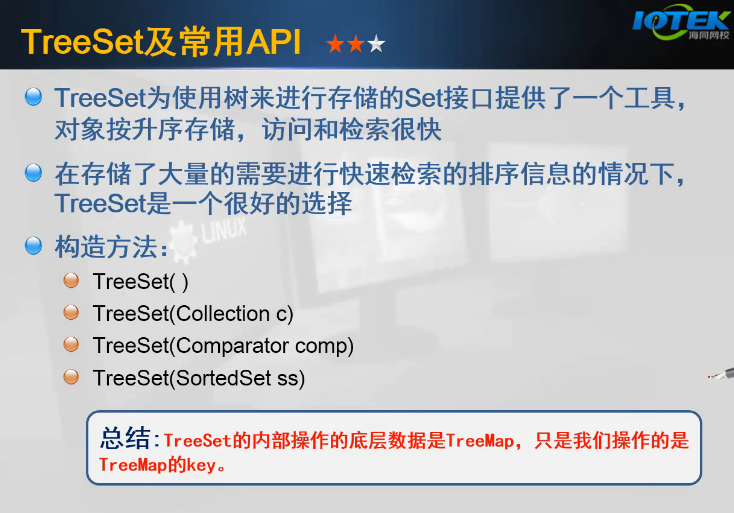 TreeSet及常用API
IOTEK
海同网校
TreeSet为使用树来进行存储的Set接口提供了一个工具，
对象按升序存储，访问和检索很快
在存储了大量的需要进行快速检索的排序信息的情况下，
TreeSet是一个很好的选择
LINUX
构造方法：
TreeSet( )
TreeSet(Collection c)
TreeSet(Comparator comp)
TreeSet(SortedSet ss)
总结:TreeSet的内部操作的底层数据是TreeMap，只是我们操作的是
TreeMap的key。